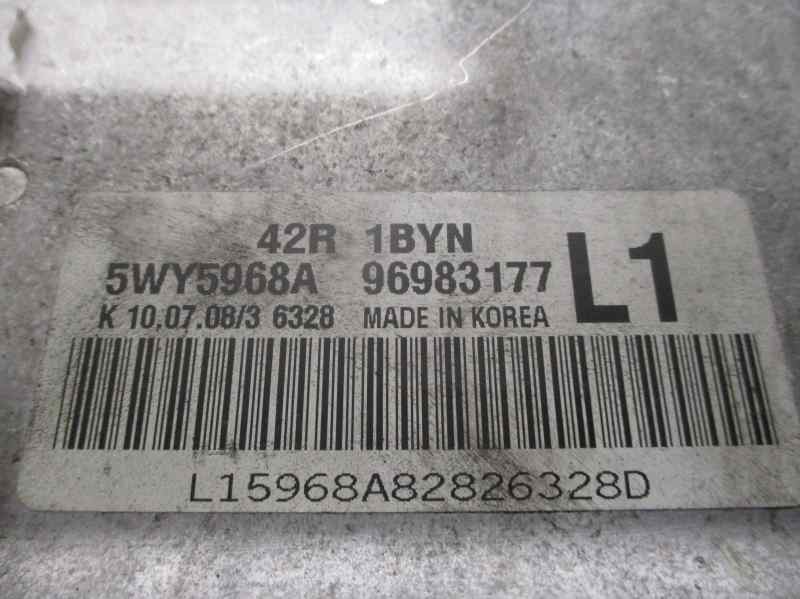 42R 1BYN
5WY5968A 96983177 L1
K 10.07.08/3 6328 MADE IN KOREA
L15968A82826328D